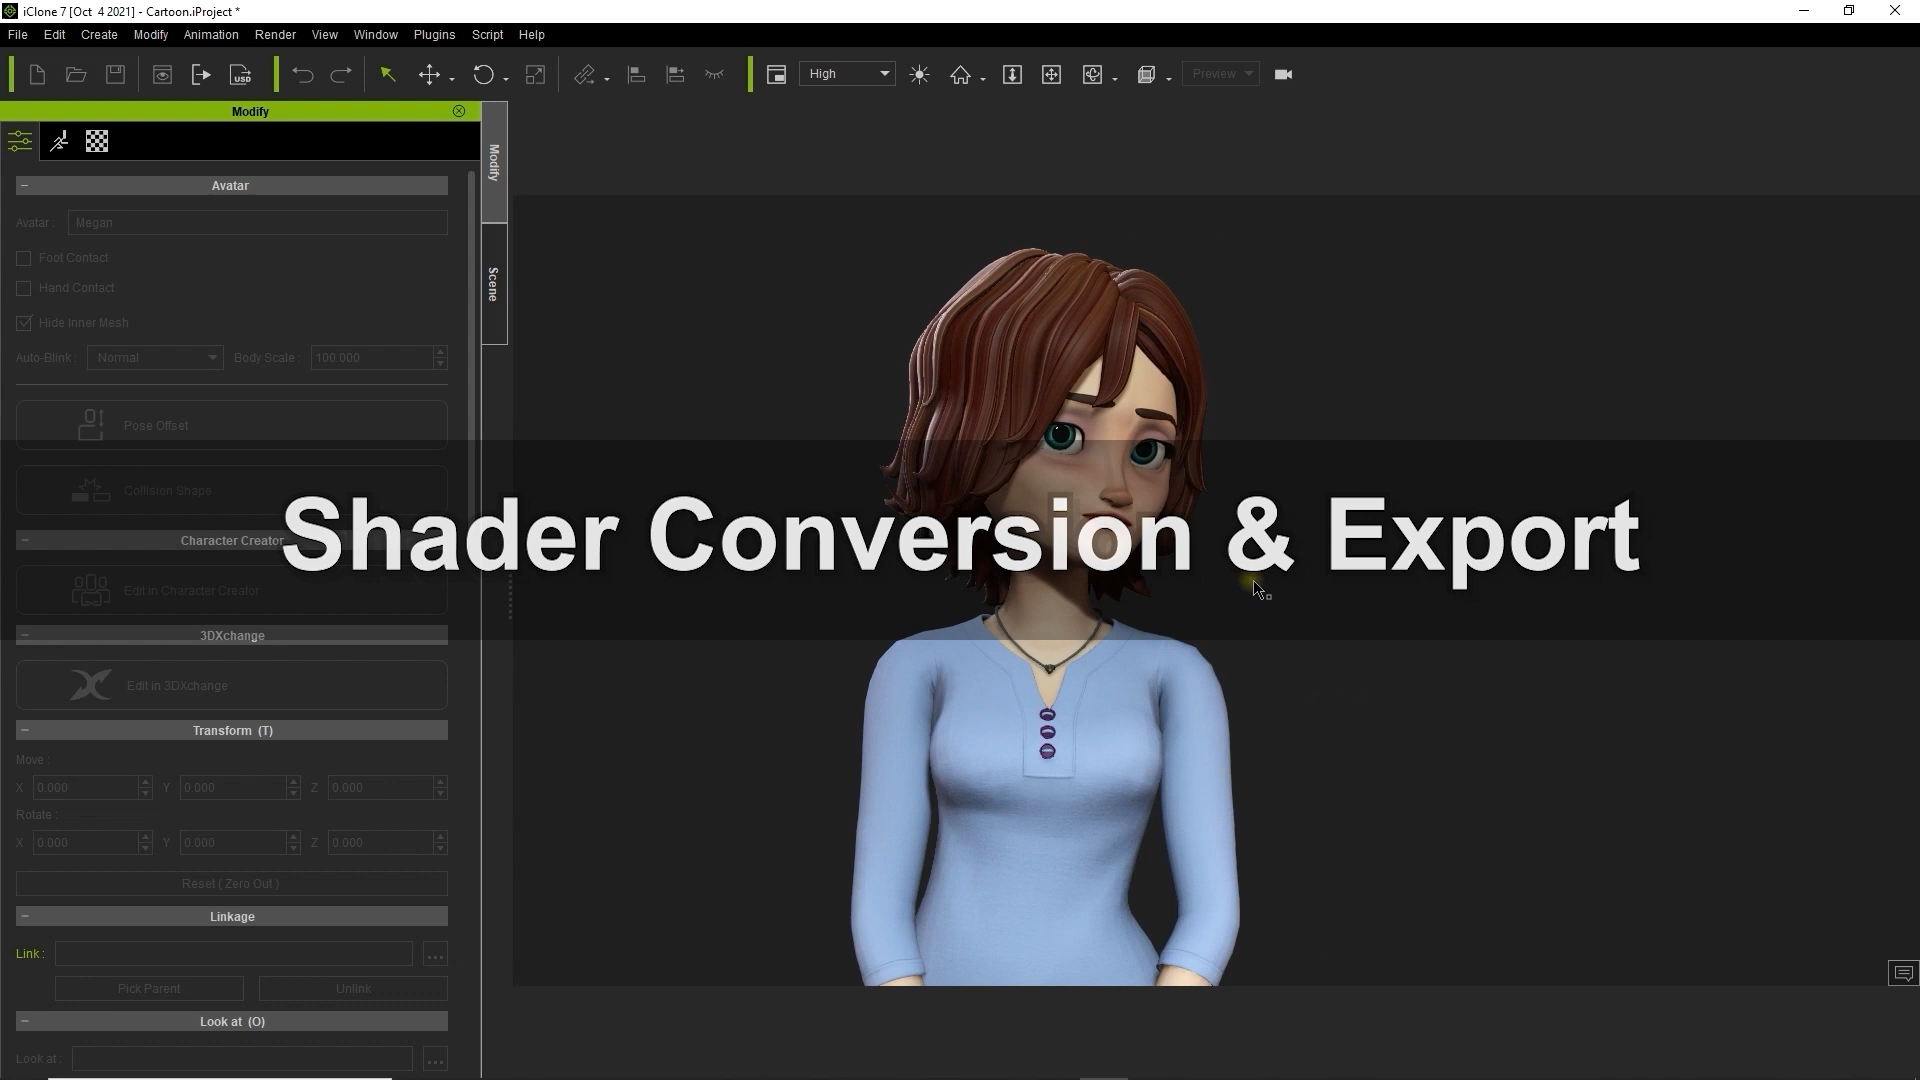 iClone 7 [Oct  4 2021] - Cartoon.iProject *
File Edit Create Modify Animation Render View Window Plugins Script Help
USD High Preview
Modify
Modify
Scene
Avatar
Avatar : Megan
Foot Contact
Hand Contact
Hide Inner Mesh
Auto-Blink : Normal Body Scale : 100.000
Pose Offset
Collision Shape
Character Creator
Shader Conversion & Export
Edit in Character Creator
3DXchange
Edit in 3DXchange
Transform (T)
Move :
X 0.000 Y 0.000 Z 0.000
Rotate :
X 0.000 Y 0.000 Z 0.000
Reset ( Zero Out )
Linkage
Link : ...
Pick Parent Unlink
Look at (O)
Look at : ...